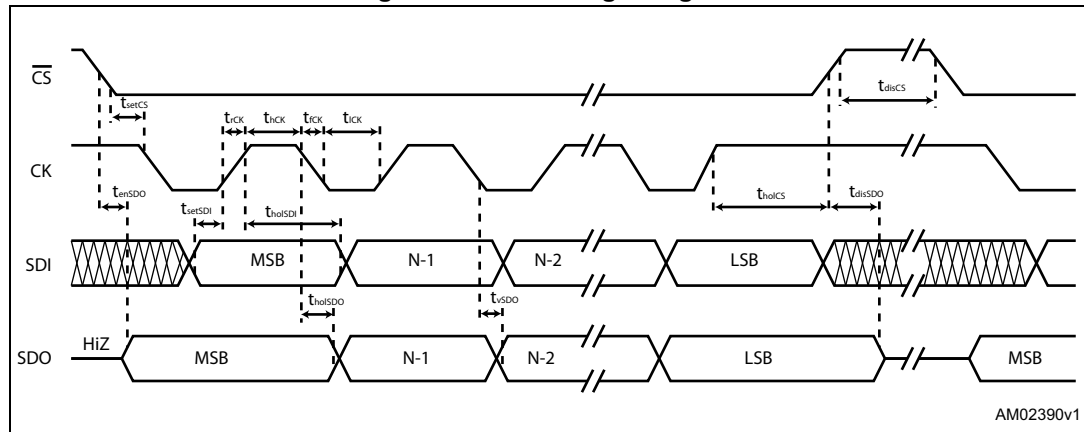 CS
tsetCS
tdisCS
trCK thCK tfCK tlCK
CK
tenSDO
tsetSDI
tholSDI
tholCS
tdisSDO
SDI MSB N-1 N-2 LSB
tholSDO
tvSDO
HiZ
SDO MSB N-1 N-2 LSB MSB
AM02390v1